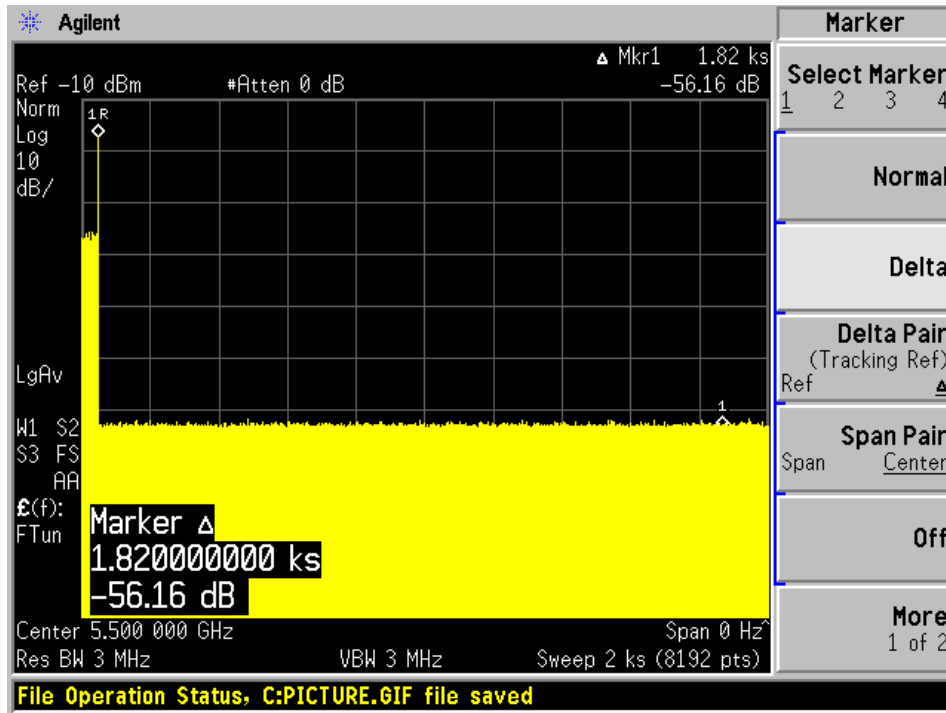 Agilent
Marker
Δ Mkr1 1.82 ks
Ref -10 dBm #Atten 0 dB -56.16 dB
Norm
Log
10
dB/
1R
LgAv
1
W1 S2
S3 FS
AA
£(f):
FTun
Marker Δ
1.820000000 ks
-56.16 dB
Center 5.500 000 GHz Span 0 Hz^
Res BW 3 MHz VBW 3 MHz Sweep 2 ks (8192 pts)
File Operation Status, C:PICTURE.GIF file saved
Select Marker
1 2 3 4
Normal
Delta
Delta Pair
(Tracking Ref)
Ref Δ
Span Pair
Span Center
Off
More
1 of 2